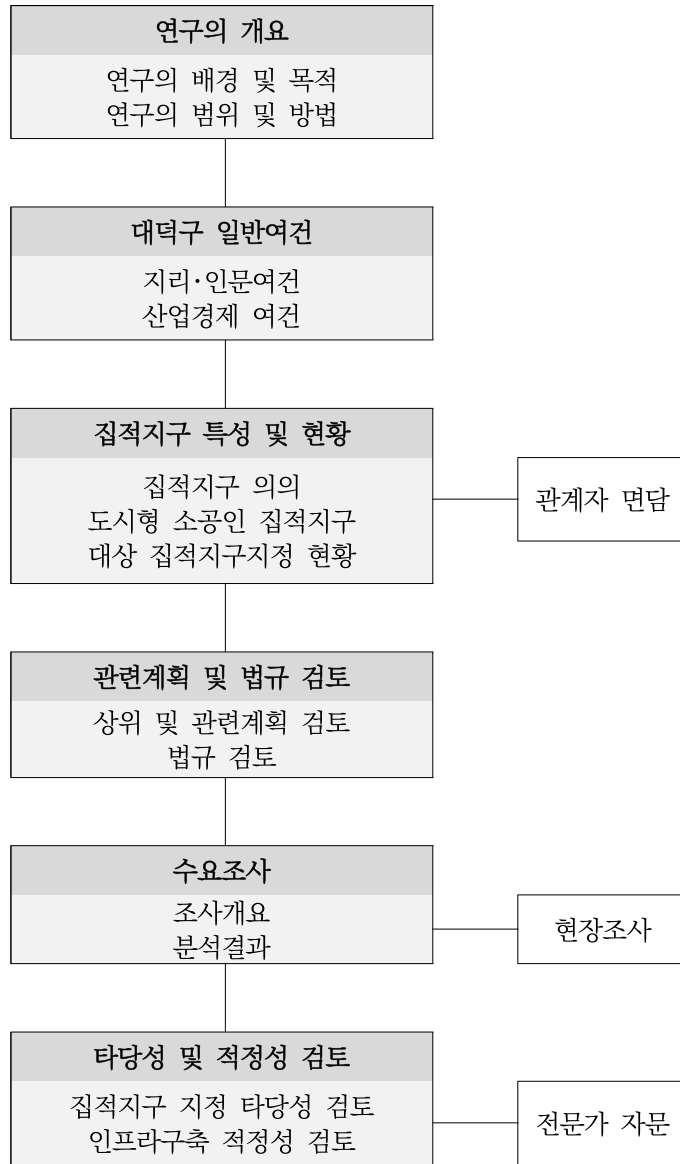 연구의 개요
연구의 배경 및 목적
연구의 범위 및 방법
대덕구 일반여건
지리·인문여건
산업경제 여건
집적지구 특성 및 현황
집적지구 의의
도시형 소공인 집적지구
대상 집적지구지정 현황
관계자 면담
관련계획 및 법규 검토
상위 및 관련계획 검토
법규 검토
수요조사
조사개요
분석결과
현장조사
타당성 및 적정성 검토
집적지구 지정 타당성 검토
인프라구축 적정성 검토
전문가 자문